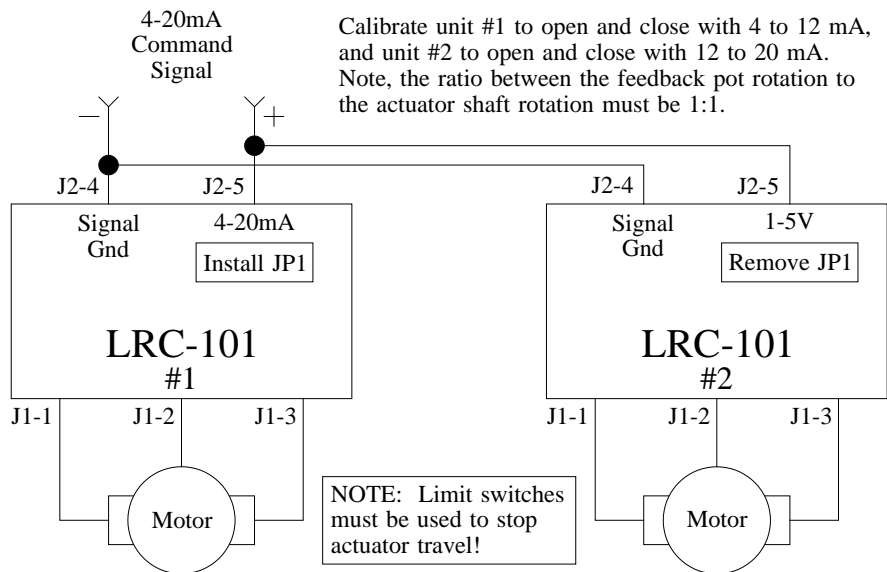 4-20mA
Command
Signal
Calibrate unit #1 to open and close with 4 to 12 mA,
and unit #2 to open and close with 12 to 20 mA.
Note, the ratio between the feedback pot rotation to
the actuator shaft rotation must be 1:1.
− +
J2-4 J2-5 J2-4 J2-5
Signal
Gnd
4-20mA
Install JP1
LRC-101
#1
Signal
Gnd
1-5V
Remove JP1
LRC-101
#2
J1-1 J1-2 J1-3 J1-1 J1-2 J1-3
Motor
NOTE: Limit switches
must be used to stop
actuator travel!
Motor